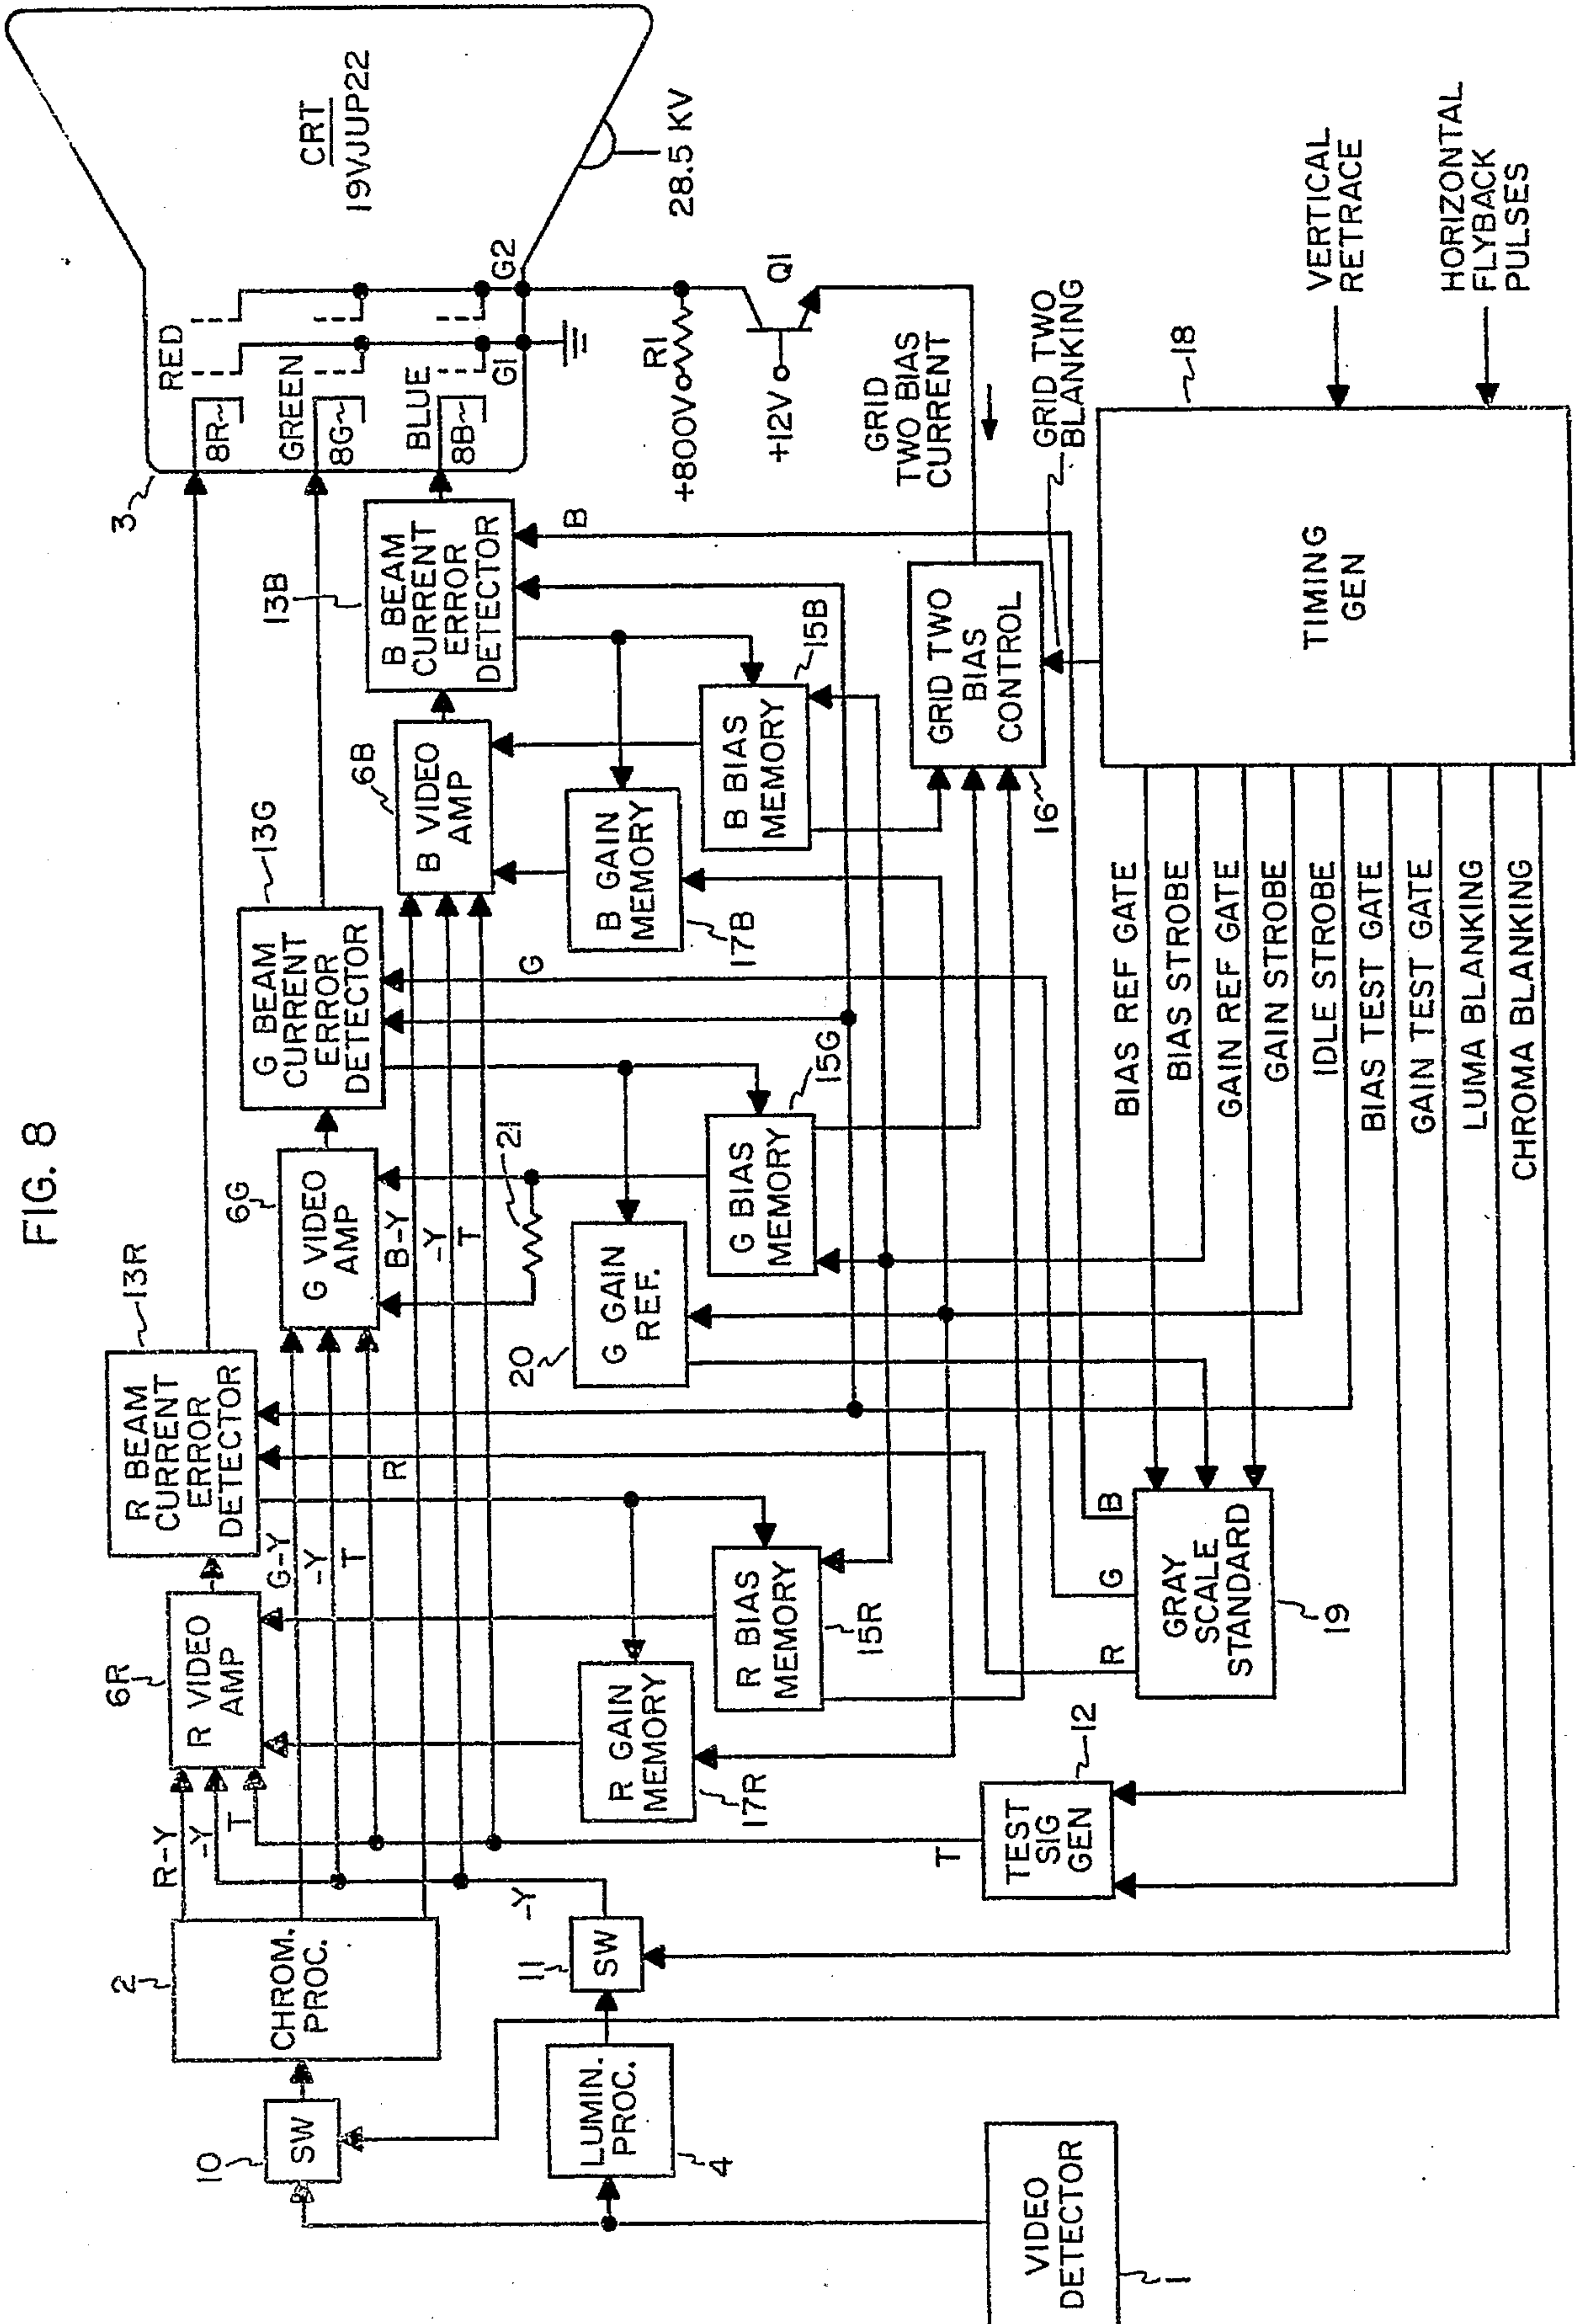 FIG. 8
VIDEO
DETECTOR
1
10
SW
LUMIN.
PROC.
4
2
CHROM.
PROC.
11
SW
R-Y
-Y
T
-Y
T
TEST
SIG
GEN
12
6R
R VIDEO
AMP
R GAIN
MEMORY
17R
R BIAS
MEMORY
15R
R BEAM
CURRENT
ERROR
DETECTOR
13R
G-Y
-Y
T
R
R
G
B
GRAY
SCALE
STANDARD
19
6G
G VIDEO
AMP
B-Y
-Y
T
21
20
G GAIN
REF.
G BIAS
MEMORY
15G
G BEAM
CURRENT
ERROR
DETECTOR
13G
G
6B
B VIDEO
AMP
B GAIN
MEMORY
17B
B BIAS
MEMORY
15B
13B
B BEAM
CURRENT
ERROR
DETECTOR
B
GRID TWO
BIAS
CONTROL
16
BIAS REF GATE
BIAS STROBE
GAIN REF GATE
GAIN STROBE
IDLE STROBE
BIAS TEST GATE
GAIN TEST GATE
LUMA BLANKING
CHROMA BLANKING
TIMING
GEN
18
GRID TWO
BLANKING
GRID
TWO BIAS
CURRENT
VERTICAL
RETRACE
HORIZONTAL
FLYBACK
PULSES
3
RED
8R
GREEN
8G
BLUE
8B
G1
G2
R1
+800V
+12V
Q1
CRT
19VJUP22
28.5 KV